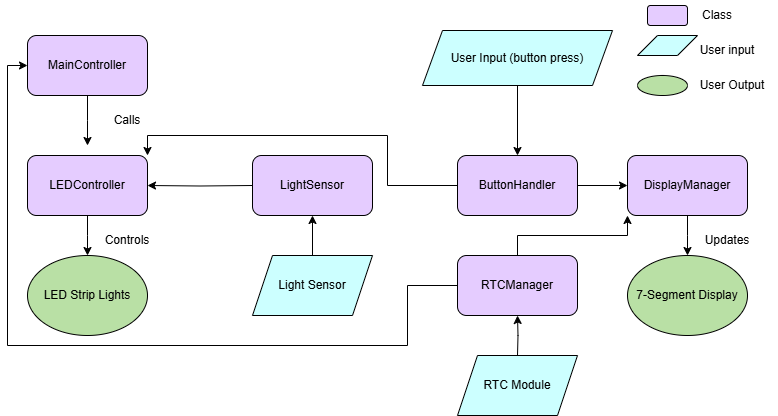 Class
User input
User Output
MainController
User Input (button press)
Calls
LEDController
LightSensor
ButtonHandler
DisplayManager
Controls
Updates
LED Strip Lights
Light Sensor
RTCManager
7-Segment Display
RTC Module